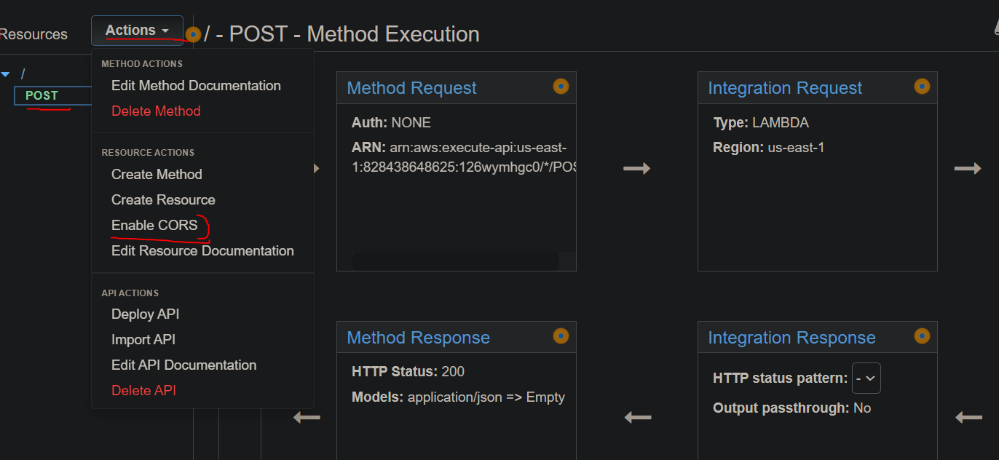 Resources
Actions
/ - POST - Method Execution
METHOD ACTIONS
Edit Method Documentation
Delete Method
RESOURCE ACTIONS
Create Method
Create Resource
Enable CORS
Edit Resource Documentation
API ACTIONS
Deploy API
Import API
Edit API Documentation
Delete API
/
POST
Method Request
Auth: NONE
ARN: arn:aws:execute-api:us-east-
1:828438648625:126wymhgc0/*/POS
Integration Request
Type: LAMBDA
Region: us-east-1
Method Response
HTTP Status: 200
Models: application/json => Empty
Integration Response
HTTP status pattern: -
Output passthrough: No